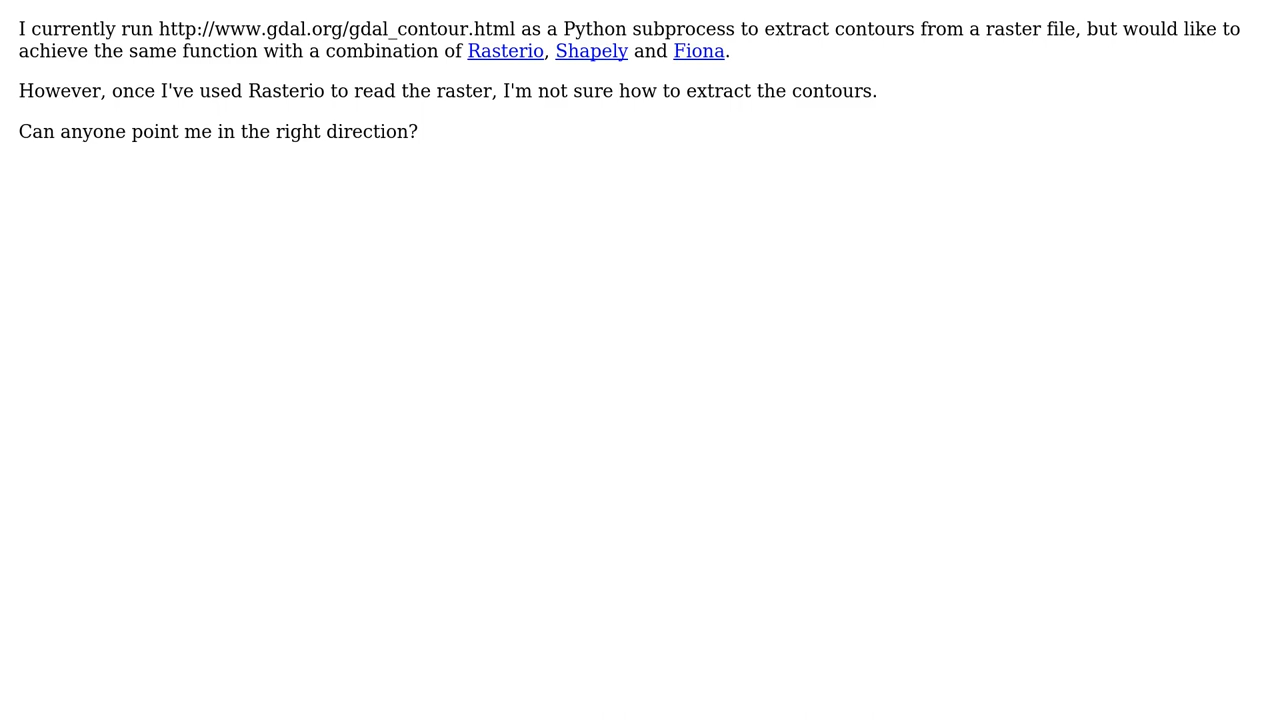 I currently run http://www.gdal.org/gdal_contour.html as a Python subprocess to extract contours from a raster file, but would like to
achieve the same function with a combination of Rasterio, Shapely and Fiona.
However, once I've used Rasterio to read the raster, I'm not sure how to extract the contours.
Can anyone point me in the right direction?